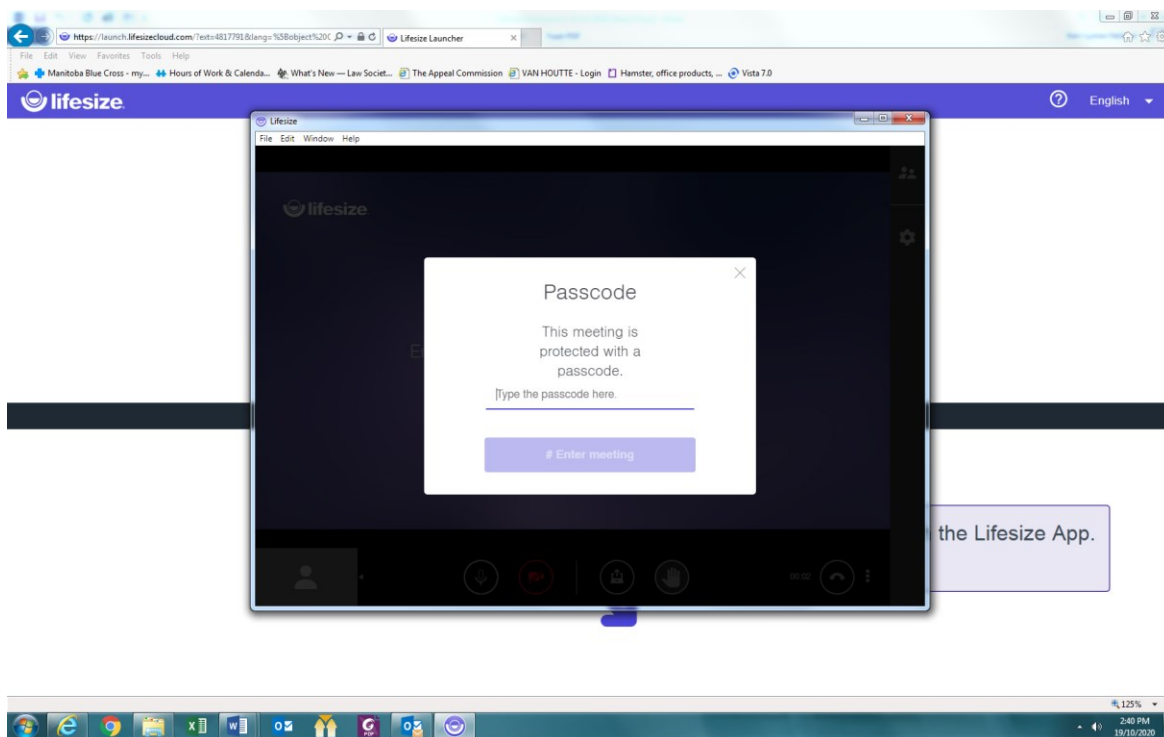 https://launch.lifesizecloud.com/?ext=4817791&lang=%5Bobject%20C
Lifesize Launcher
File Edit View Favorites Tools Help
Manitoba Blue Cross - my... Hours of Work & Calenda... What's New — Law Societ... The Appeal Commission VAN HOUTTE - Login Hamster, office products, ... Vista 7.0
lifesize
English
Lifesize
File Edit Window Help
lifesize
Passcode
This meeting is
protected with a
passcode.
Type the passcode here.
# Enter meeting
the Lifesize App.
00:02
125%
2:40 PM
19/10/2020